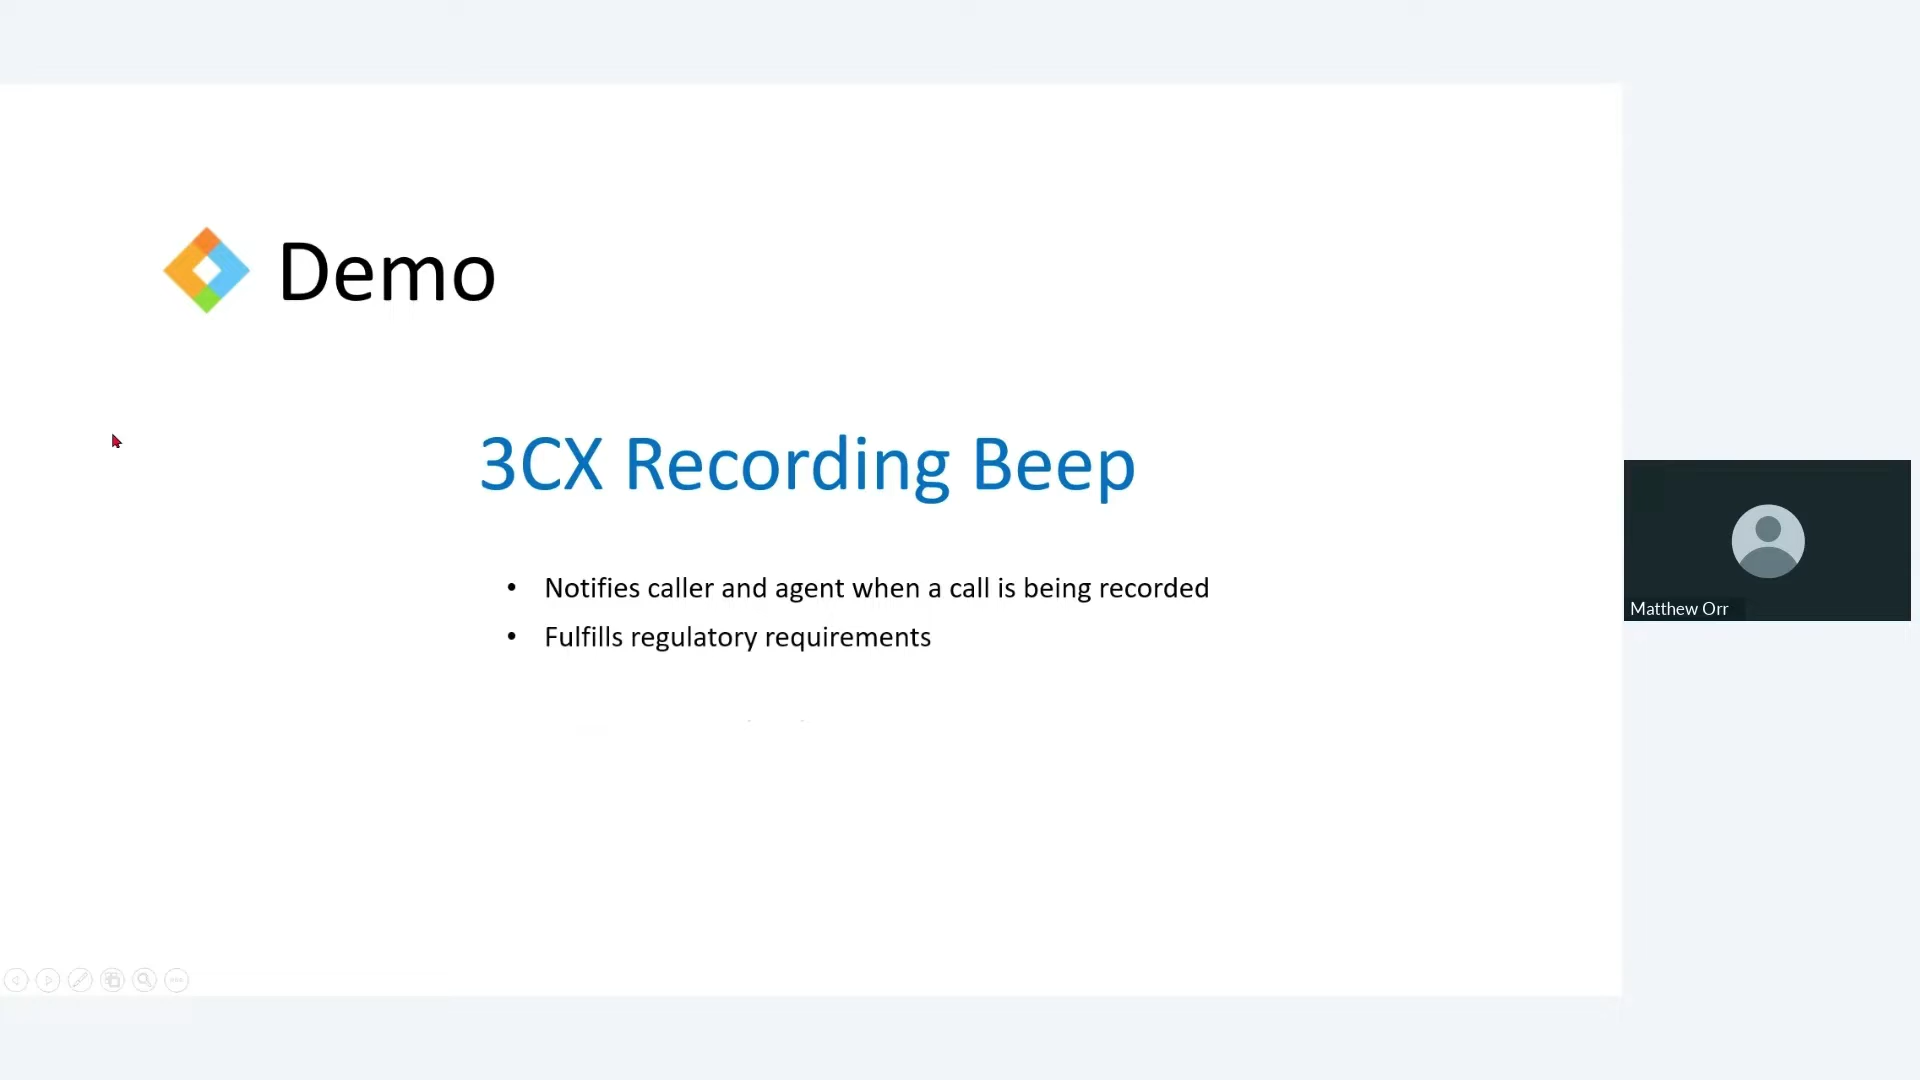 Demo
3CX Recording Beep
• Notifies caller and agent when a call is being recorded
• Fulfills regulatory requirements
Matthew Orr